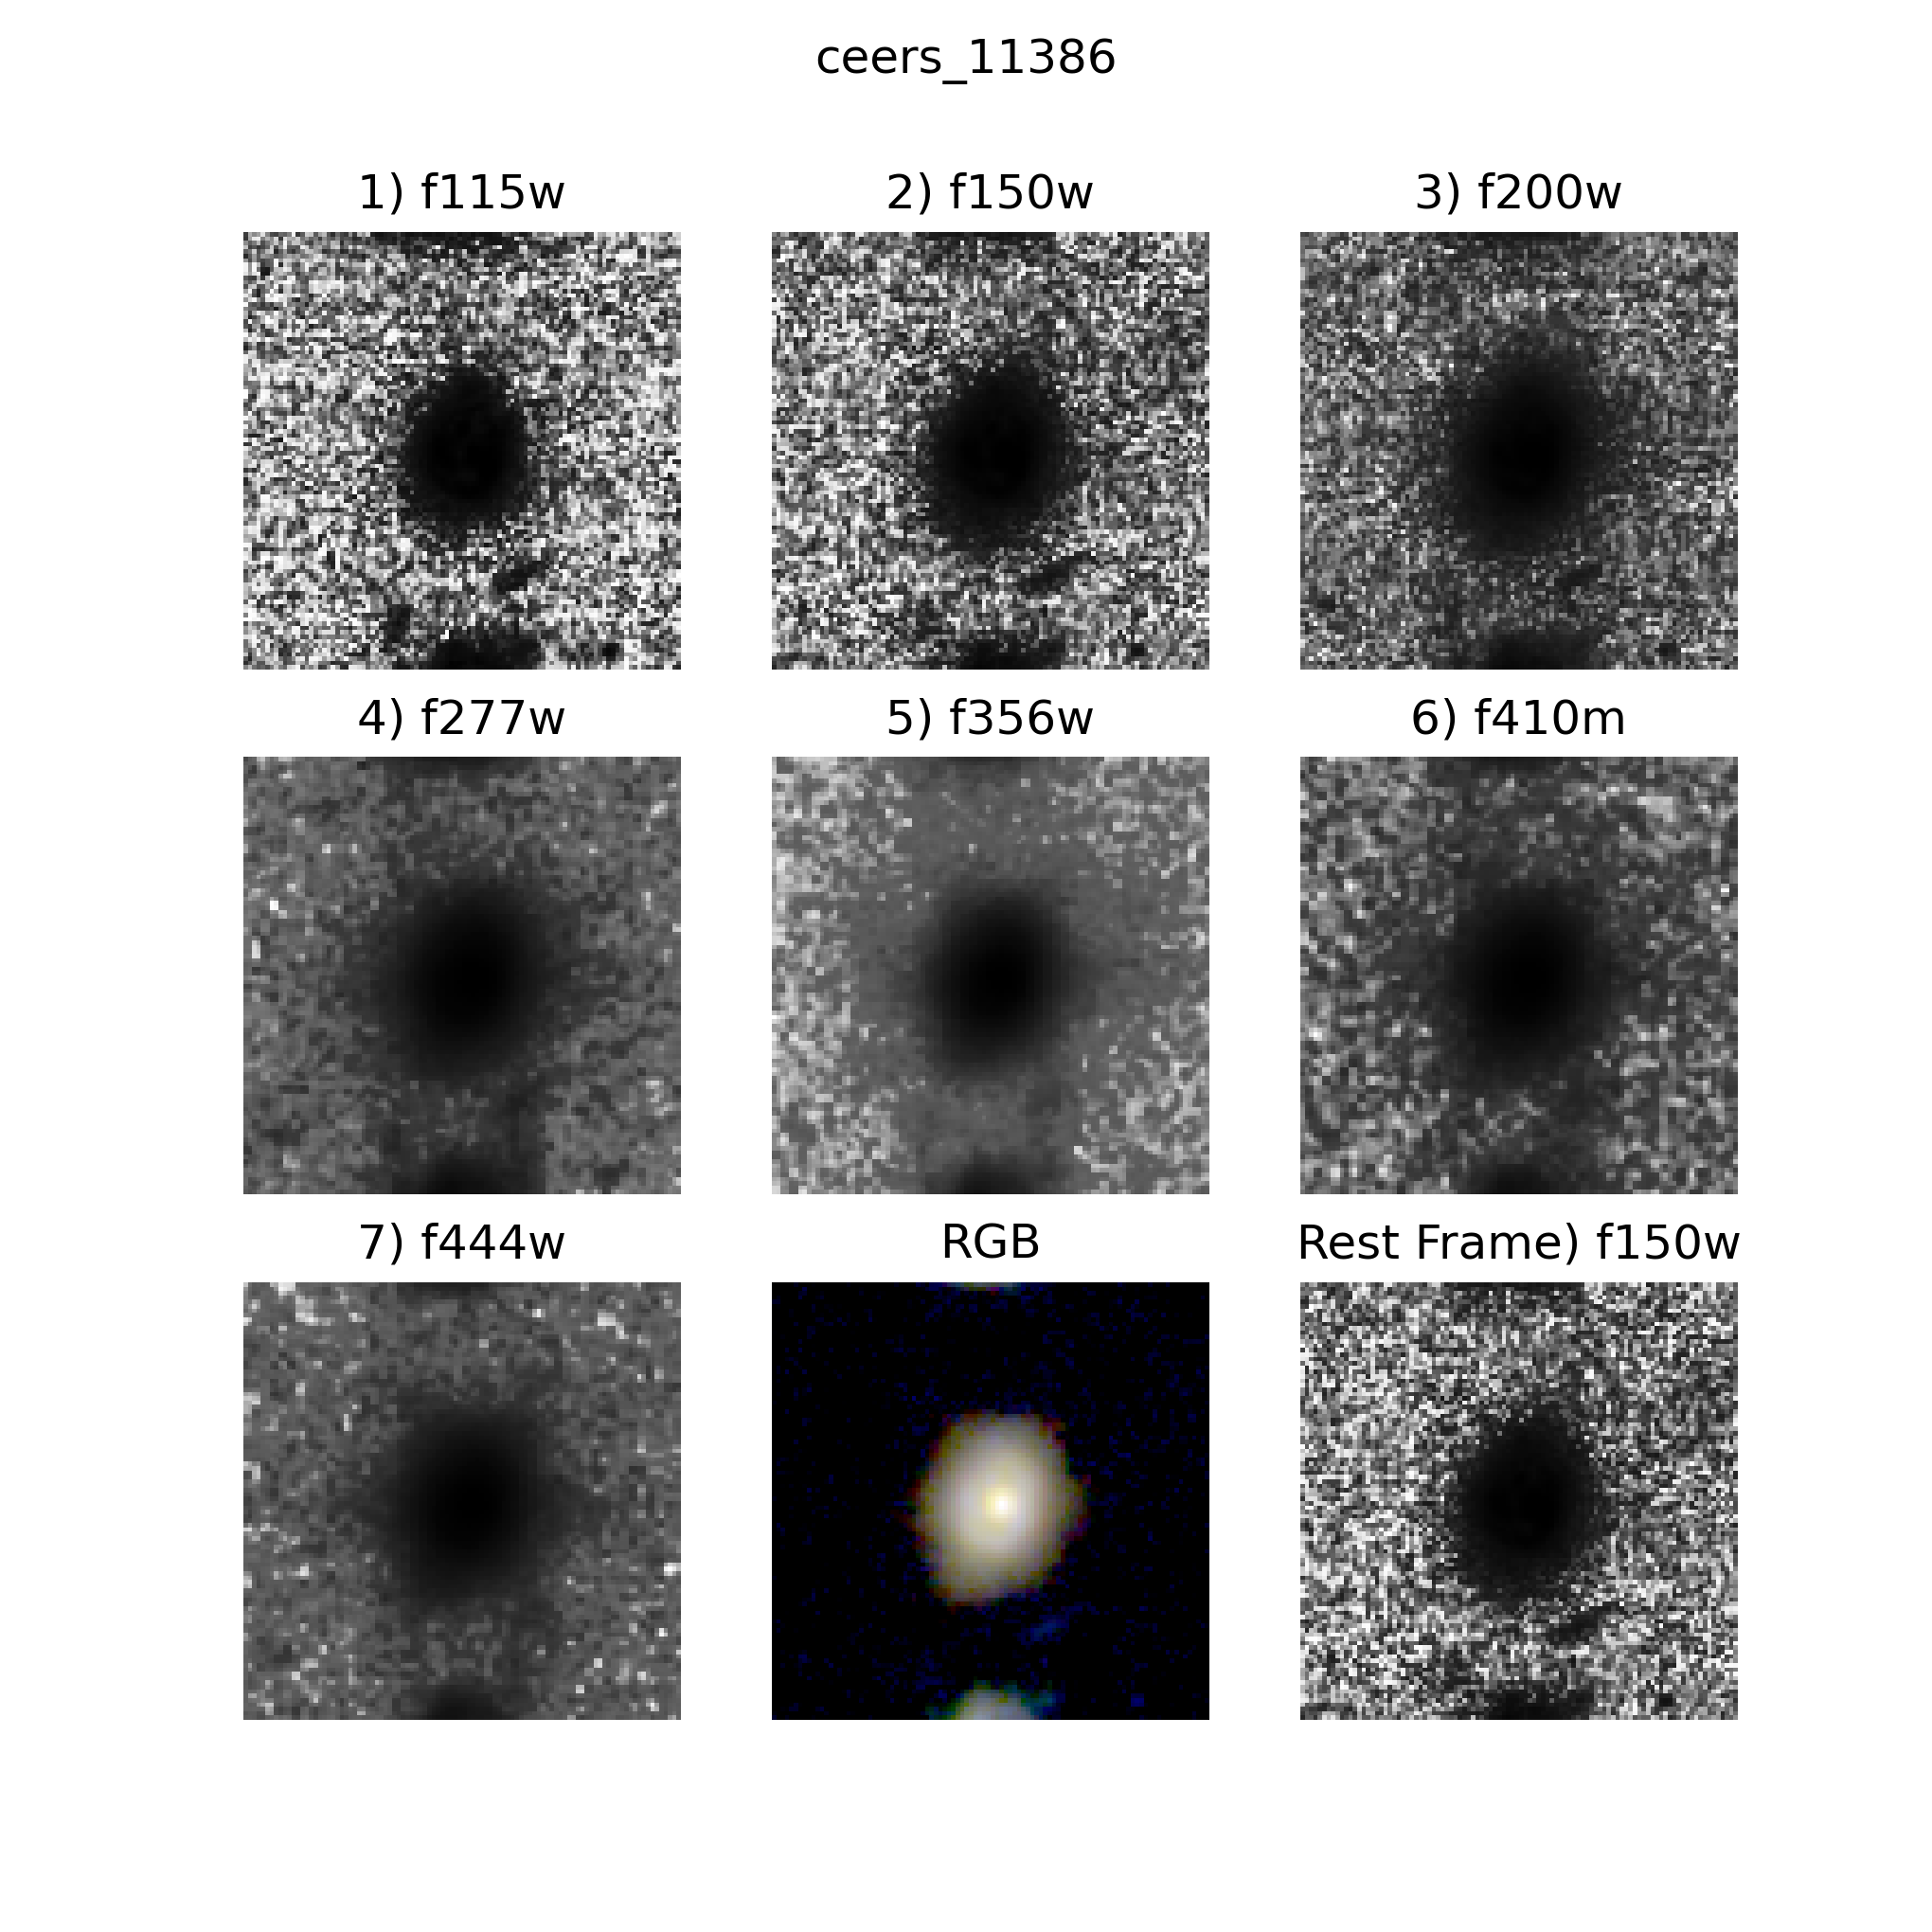 ceers_11386
1) f115w
2) f150w
3) f200w
4) f277w
5) f356w
6) f410m
7) f444w
RGB
Rest Frame) f150w